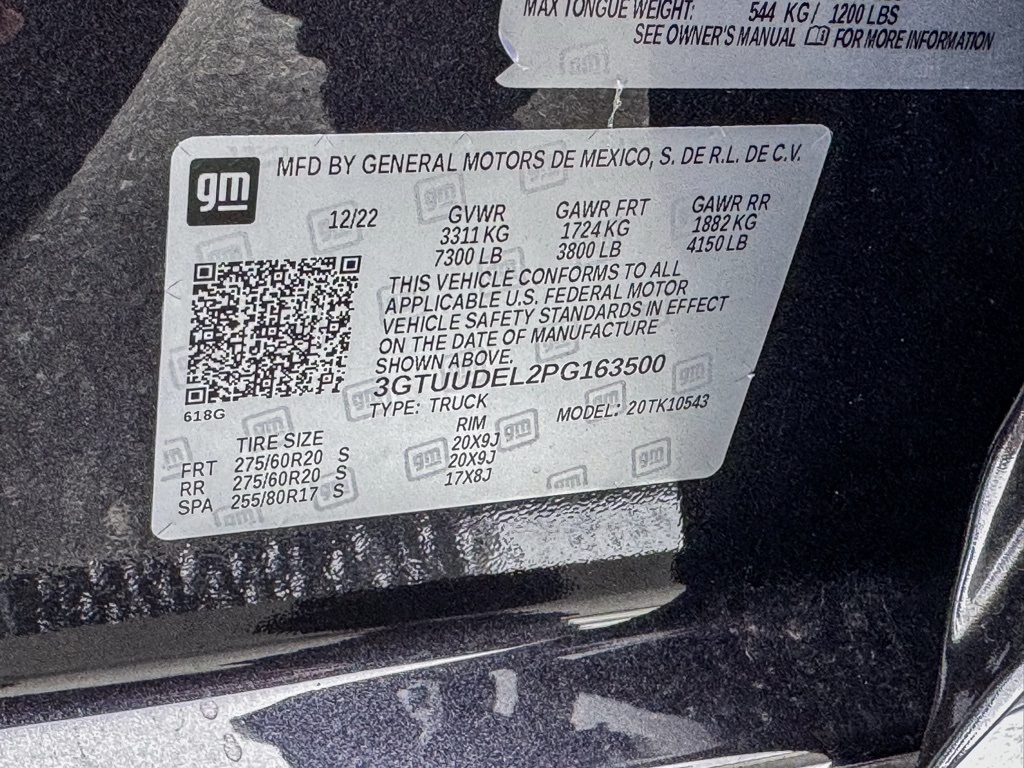 MAX TONGUE WEIGHT: 544 KG/ 1200 LBS
SEE OWNER'S MANUAL FOR MORE INFORMATION
gm MFD BY GENERAL MOTORS DE MEXICO, S. DE R.L. DE C.V.
12/22 GVWR GAWR FRT GAWR RR
3311 KG 1724 KG 1882 KG
7300 LB 3800 LB 4150 LB
THIS VEHICLE CONFORMS TO ALL
APPLICABLE U.S. FEDERAL MOTOR
VEHICLE SAFETY STANDARDS IN EFFECT
ON THE DATE OF MANUFACTURE
SHOWN ABOVE.
3GTUUDEL2PG163500
618G TYPE: TRUCK MODEL: 20TK10543
TIRE SIZE RIM
FRT 275/60R20 S 20X9J
RR 275/60R20 S 20X9J
SPA 255/80R17 S 17X8J